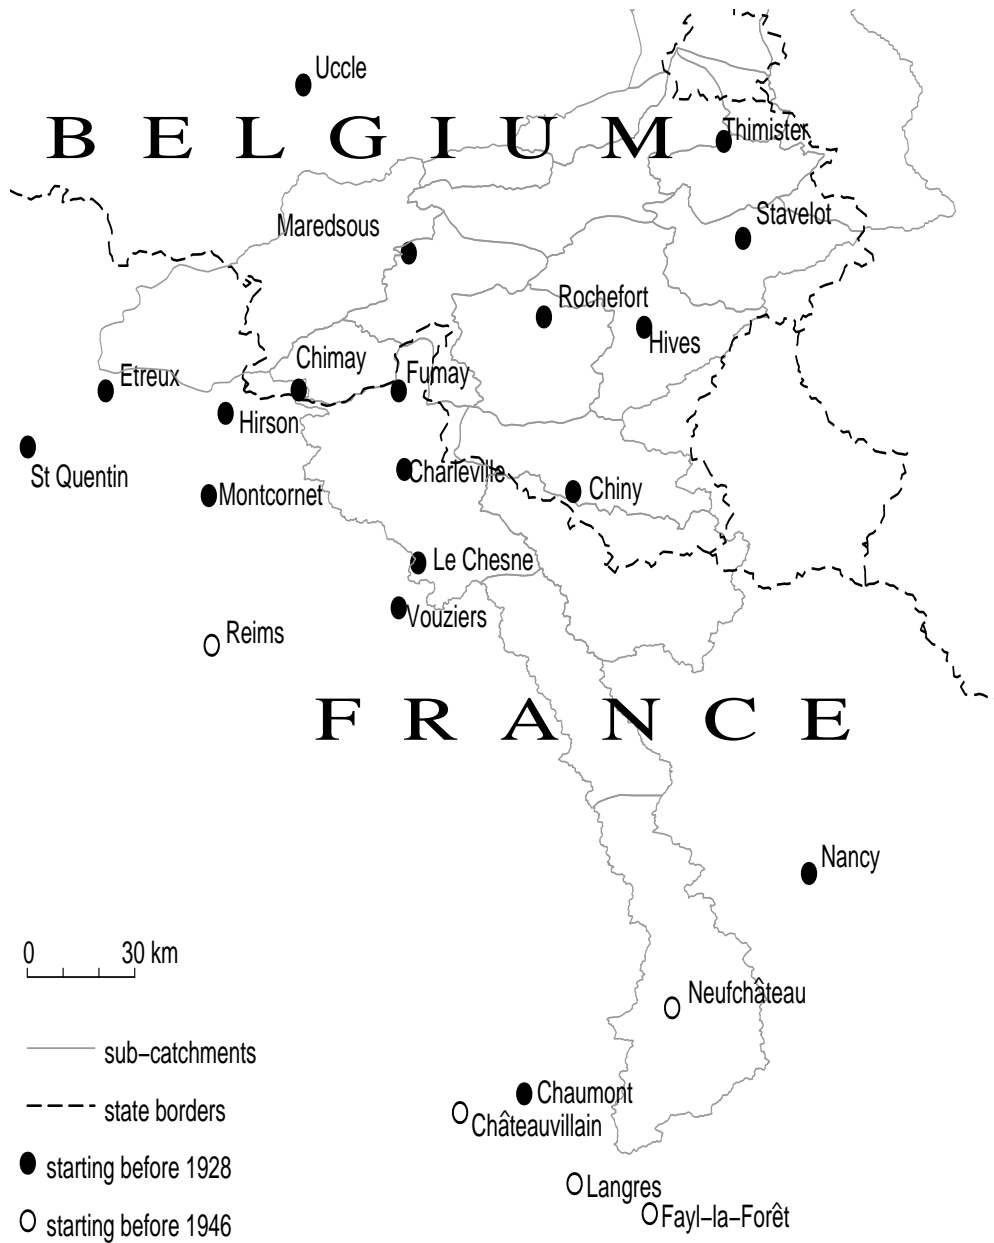 Uccle
BELGIUM
Thimister
Stavelot
Maredsous
Rochefort
Hives
Chimay
Fumay
Etreux
Hirson
St Quentin
Charleville
Montcornet
Chiny
Le Chesne
Vouziers
Reims
FRANCE
Nancy
0 30 km
Neufchâteau
sub−catchments
Chaumont
state borders
Châteauvillain
starting before 1928
Langres
Fayl−la−Forêt
starting before 1946